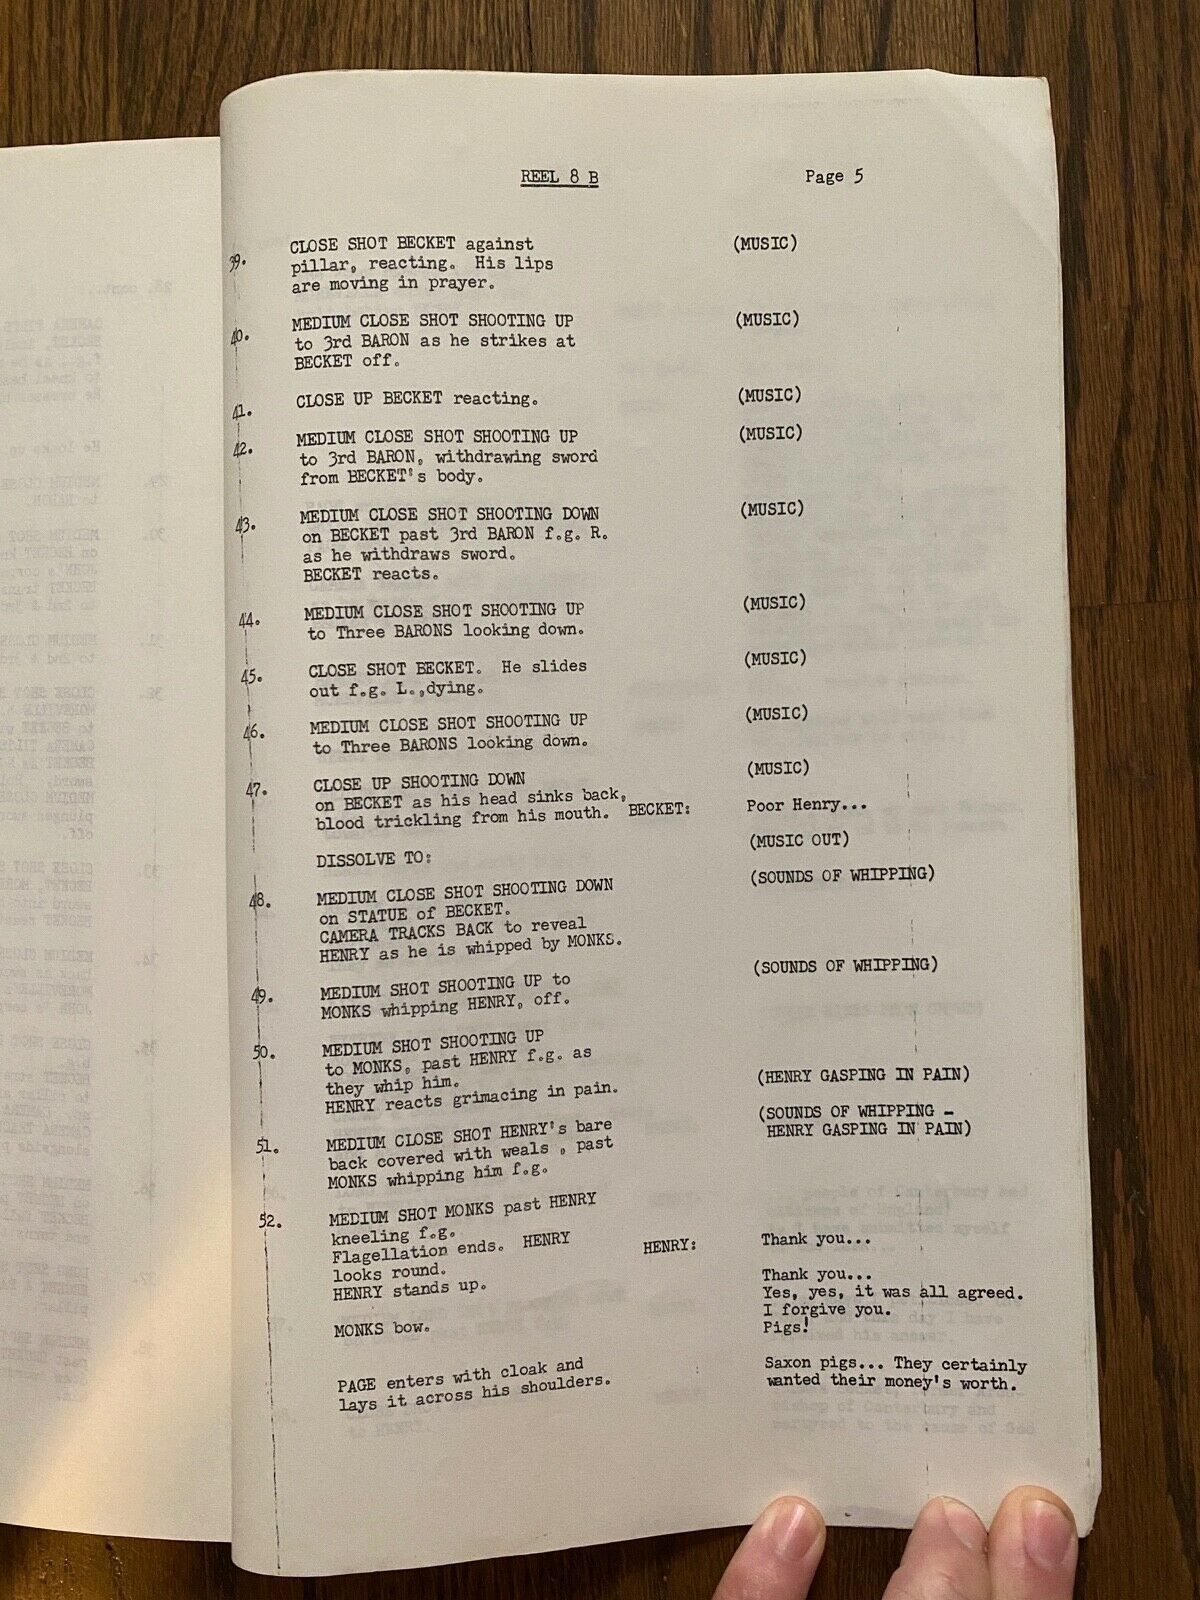 REEL 8 B Page 5
39. CLOSE SHOT BECKET against (MUSIC)
pillar, reacting. His lips
are moving in prayer.
40. MEDIUM CLOSE SHOT SHOOTING UP (MUSIC)
to 3rd BARON as he strikes at
BECKET off.
41. CLOSE UP BECKET reacting. (MUSIC)
42. MEDIUM CLOSE SHOT SHOOTING UP (MUSIC)
to 3rd BARON, withdrawing sword
from BECKET's body.
43. MEDIUM CLOSE SHOT SHOOTING DOWN (MUSIC)
on BECKET past 3rd BARON f.g. R.
as he withdraws sword.
BECKET reacts.
44. MEDIUM CLOSE SHOT SHOOTING UP (MUSIC)
to Three BARONS looking down.
45. CLOSE SHOT BECKET. He slides (MUSIC)
out f.g. L.,dying.
46. MEDIUM CLOSE SHOT SHOOTING UP (MUSIC)
to Three BARONS looking down.
47. CLOSE UP SHOOTING DOWN (MUSIC)
on BECKET as his head sinks back,
blood trickling from his mouth. BECKET: Poor Henry...
DISSOLVE TO: (MUSIC OUT)
48. MEDIUM CLOSE SHOT SHOOTING DOWN (SOUNDS OF WHIPPING)
on STATUE of BECKET.
CAMERA TRACKS BACK to reveal
HENRY as he is whipped by MONKS.
49. MEDIUM SHOT SHOOTING UP to (SOUNDS OF WHIPPING)
MONKS whipping HENRY, off.
50. MEDIUM SHOT SHOOTING UP
to MONKS, past HENRY f.g. as
they whip him.
HENRY reacts grimacing in pain. (HENRY GASPING IN PAIN)
51. MEDIUM CLOSE SHOT HENRY's bare (SOUNDS OF WHIPPING -
back covered with weals , past HENRY GASPING IN PAIN)
MONKS whipping him f.g.
52. MEDIUM SHOT MONKS past HENRY
kneeling f.g.
Flagellation ends. HENRY HENRY: Thank you...
looks round.
HENRY stands up. Thank you...
Yes, yes, it was all agreed.
I forgive you.
MONKS bow. Pigs!
PAGE enters with cloak and Saxon pigs... They certainly
lays it across his shoulders. wanted their money's worth.